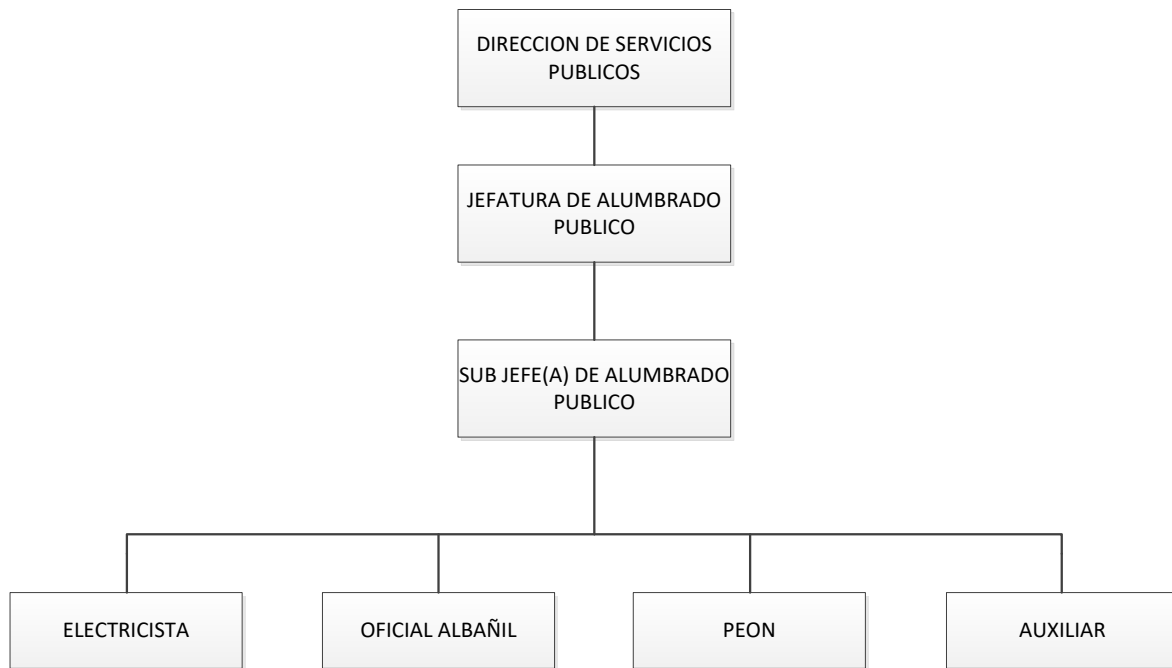 DIRECCION DE SERVICIOS
PUBLICOS
JEFATURA DE ALUMBRADO
PUBLICO
SUB JEFE(A) DE ALUMBRADO
PUBLICO
ELECTRICISTA
OFICIAL ALBAÑIL
PEON
AUXILIAR